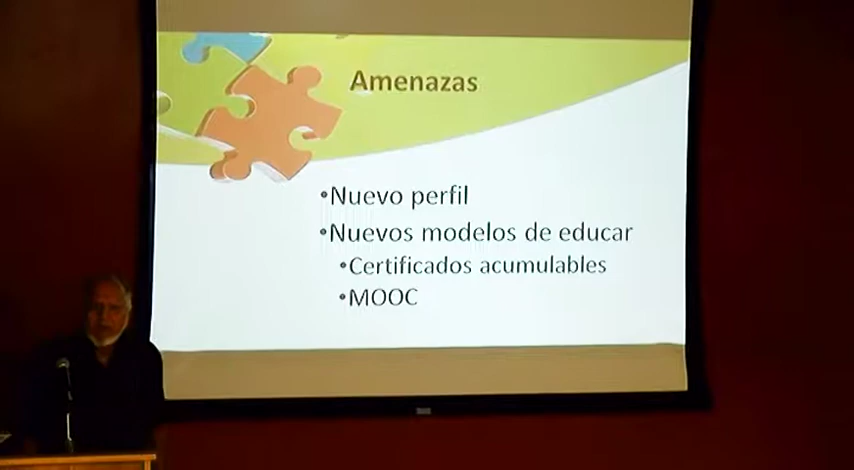 Amenazas
•Nuevo perfil
•Nuevos modelos de educar
•Certificados acumulables
•MOOC